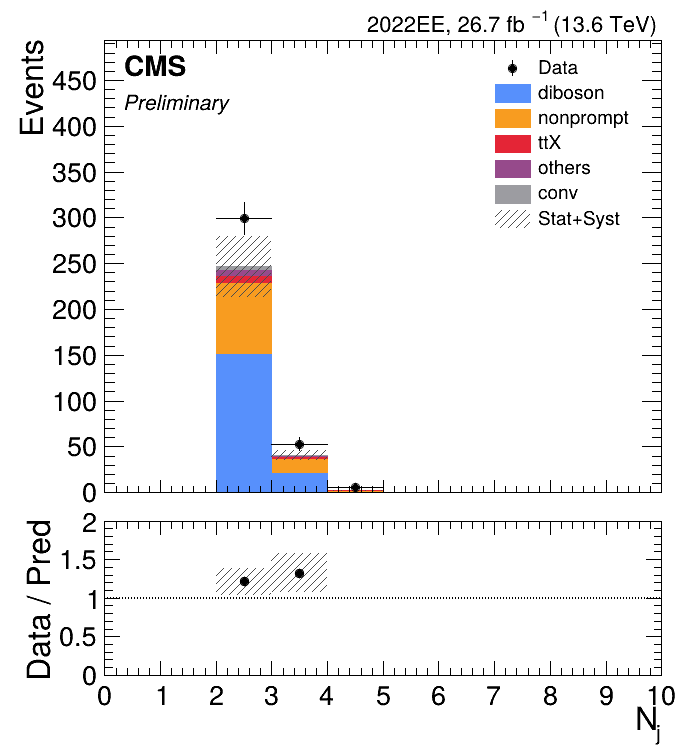 2022EE, 26.7 fb⁻¹ (13.6 TeV)
CMS
Preliminary
Events
450
400
350
300
250
200
150
100
50
0
Data
diboson
nonprompt
ttX
others
conv
Stat+Syst
Data / Pred
2
1.5
1
0.5
0
0 1 2 3 4 5 6 7 8 9 10
N_j